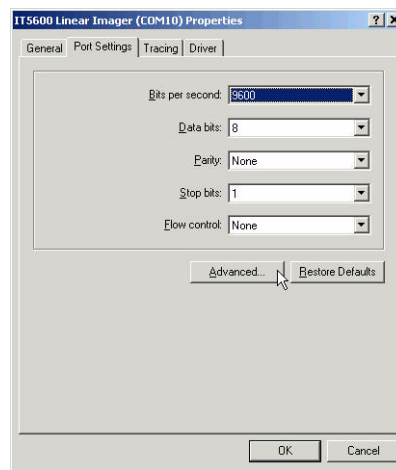 IT5600 Linear Imager (COM10) Properties
General Port Settings Tracing Driver
Bits per second: 9600
Data bits: 8
Parity: None
Stop bits: 1
Flow control: None
Advanced... Restore Defaults
OK Cancel